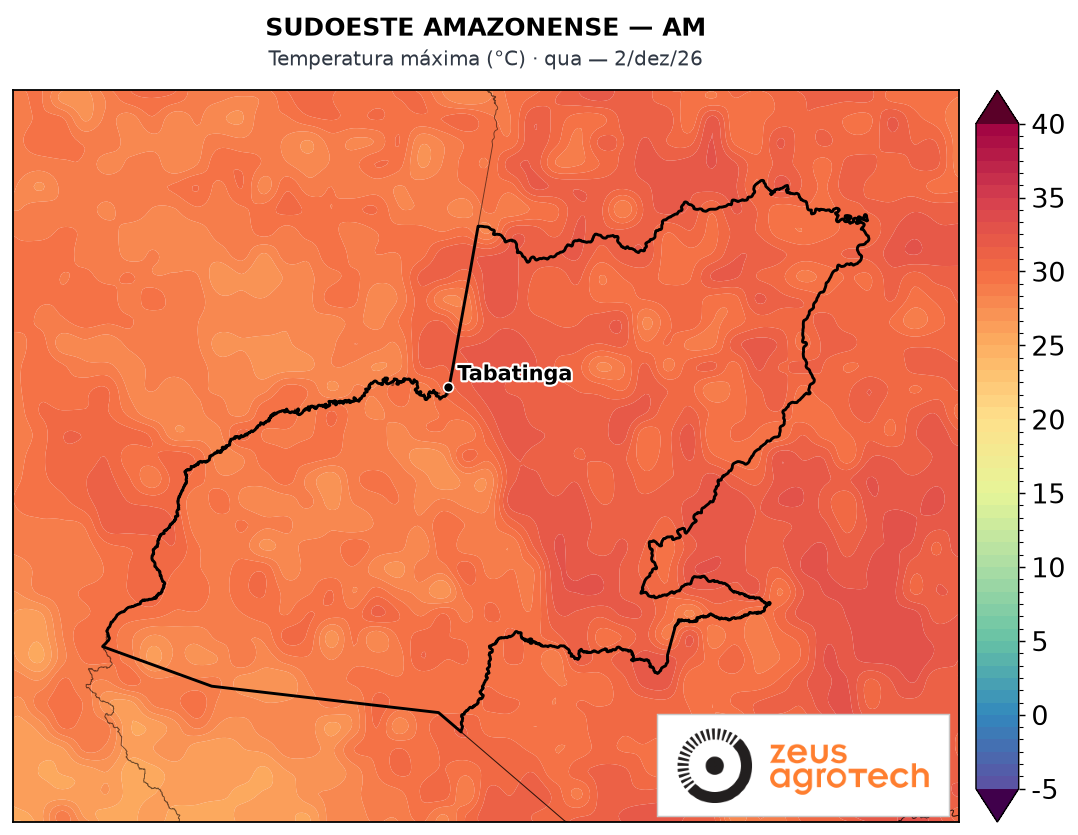 SUDOESTE AMAZONENSE — AM
Temperatura máxima (°C) · qua — 2/dez/26
Tabatinga
40
35
30
25
20
15
10
5
0
-5
zeus
agrotech